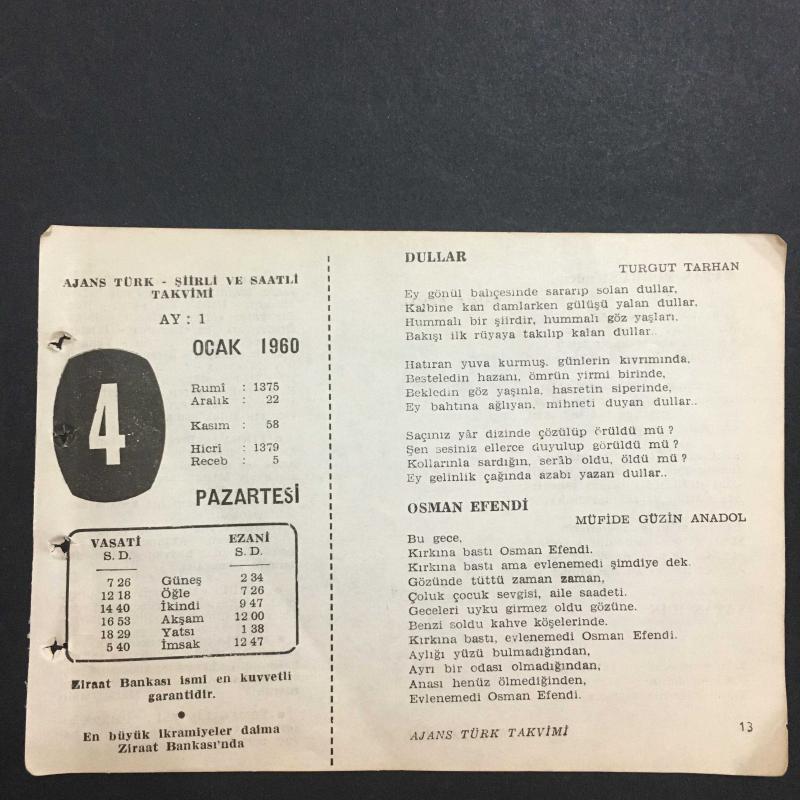 AJANS TÜRK - ŞİİRLİ VE SAATLİ
TAKVİMİ
AY : 1
OCAK 1960
4
Rumî : 1375
Aralık : 22
Kasım : 58
Hicrî : 1379
Receb : 5
PAZARTESİ
VASATİ EZANİ
S. D. S. D.
7 26 Güneş 2 34
12 18 Öğle 7 26
14 40 İkindi 9 47
16 53 Akşam 12 00
18 29 Yatsı 1 38
5 40 İmsak 12 47
Ziraat Bankası ismi en kuvvetli
garantidir.
●
En büyük ikramiyeler daima
Ziraat Bankası'nda
DULLAR
TURGUT TARHAN
Ey gönül bahçesinde sararıp solan dullar,
Kalbine kan damlarken gülüşü yalan dullar,
Hummalı bir şiirdir, hummalı göz yaşları.
Bakışı ilk rüyaya takılıp kalan dullar..
Hatıran yuva kurmuş. günlerin kıvrımında,
Besteledin hazanı, ömrün yirmi birinde,
Bekledin göz yaşınla, hasretin siperinde,
Ey bahtına ağlıyan, mihneti duyan dullar..
Saçınız yâr dizinde çözülüp örüldü mü ?
Şen sesiniz ellerce duyulup görüldü mü ?
Kollarınla sardığın, serâb oldu, öldü mü ?
Ey gelinlik çağında azabı yazan dullar..
OSMAN EFENDİ
MÜFİDE GÜZİN ANADOL
Bu gece,
Kırkına bastı Osman Efendi.
Kırkına bastı ama evlenemedi şimdiye dek.
Gözünde tüttü zaman zaman,
Çoluk çocuk sevgisi, aile saadeti.
Geceleri uyku girmez oldu gözüne.
Benzi soldu kahve köşelerinde.
Kırkına bastı, evlenemedi Osman Efendi.
Aylığı yüzü bulmadığından,
Ayrı bir odası olmadığından,
Anası henüz ölmediğinden,
Evlenemedi Osman Efendi.
AJANS TÜRK TAKVİMİ 13